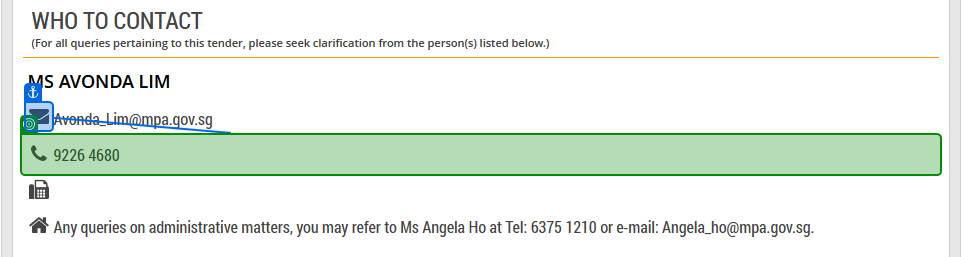 WHO TO CONTACT
(For all queries pertaining to this tender, please seek clarification from the person(s) listed below.)
MS AVONDA LIM
Avonda_Lim@mpa.gov.sg
9226 4680
Any queries on administrative matters, you may refer to Ms Angela Ho at Tel: 6375 1210 or e-mail: Angela_ho@mpa.gov.sg.